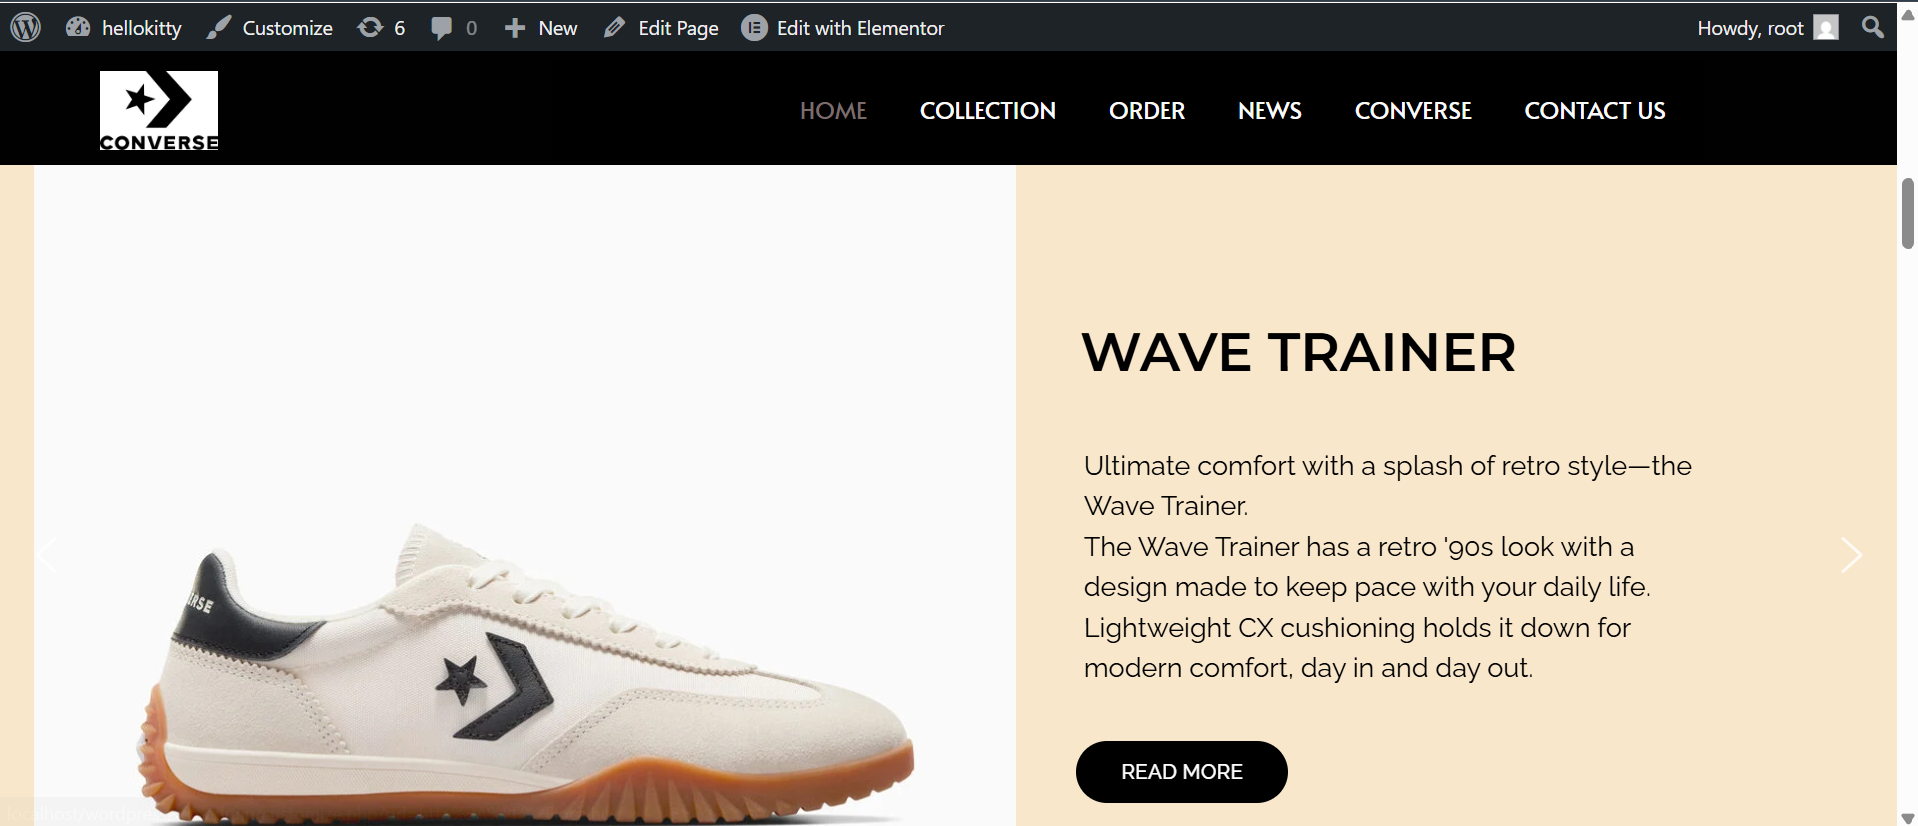 hellokitty Customize 6 0 New Edit Page Edit with Elementor Howdy, root
CONVERSE
HOME COLLECTION ORDER NEWS CONVERSE CONTACT US
WAVE TRAINER
Ultimate comfort with a splash of retro style—the
Wave Trainer.
The Wave Trainer has a retro '90s look with a
design made to keep pace with your daily life.
Lightweight CX cushioning holds it down for
modern comfort, day in and day out.
READ MORE